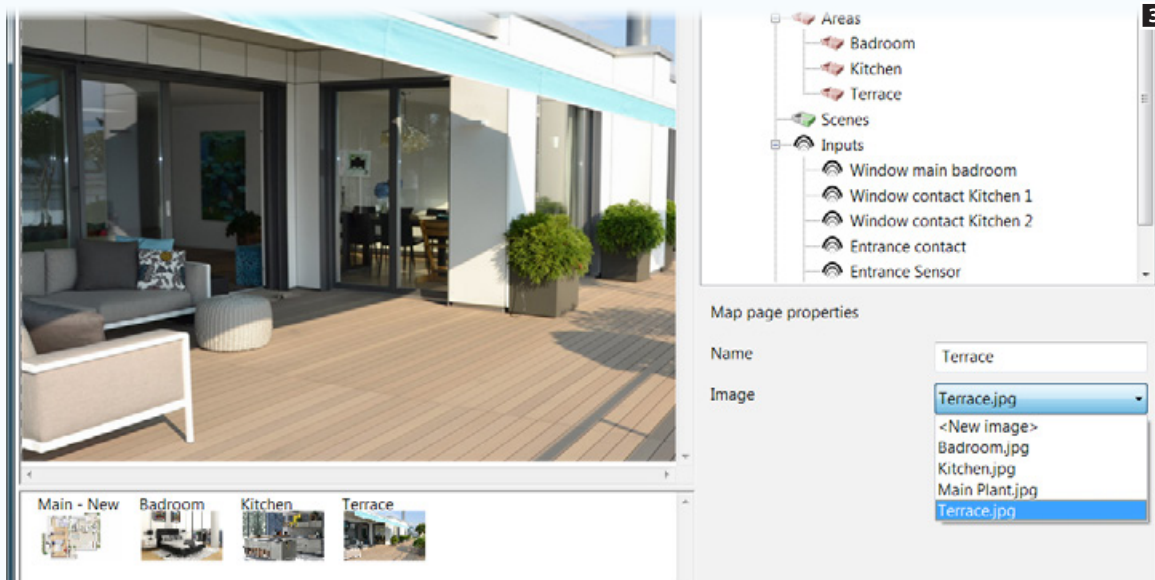 3
Areas
Badroom
Kitchen
Terrace
Scenes
Inputs
Window main badroom
Window contact Kitchen 1
Window contact Kitchen 2
Entrance contact
Entrance Sensor
Map page properties
Name Terrace
Image Terrace.jpg
<New image>
Badroom.jpg
Kitchen.jpg
Main Plant.jpg
Terrace.jpg
Main - New Badroom Kitchen Terrace